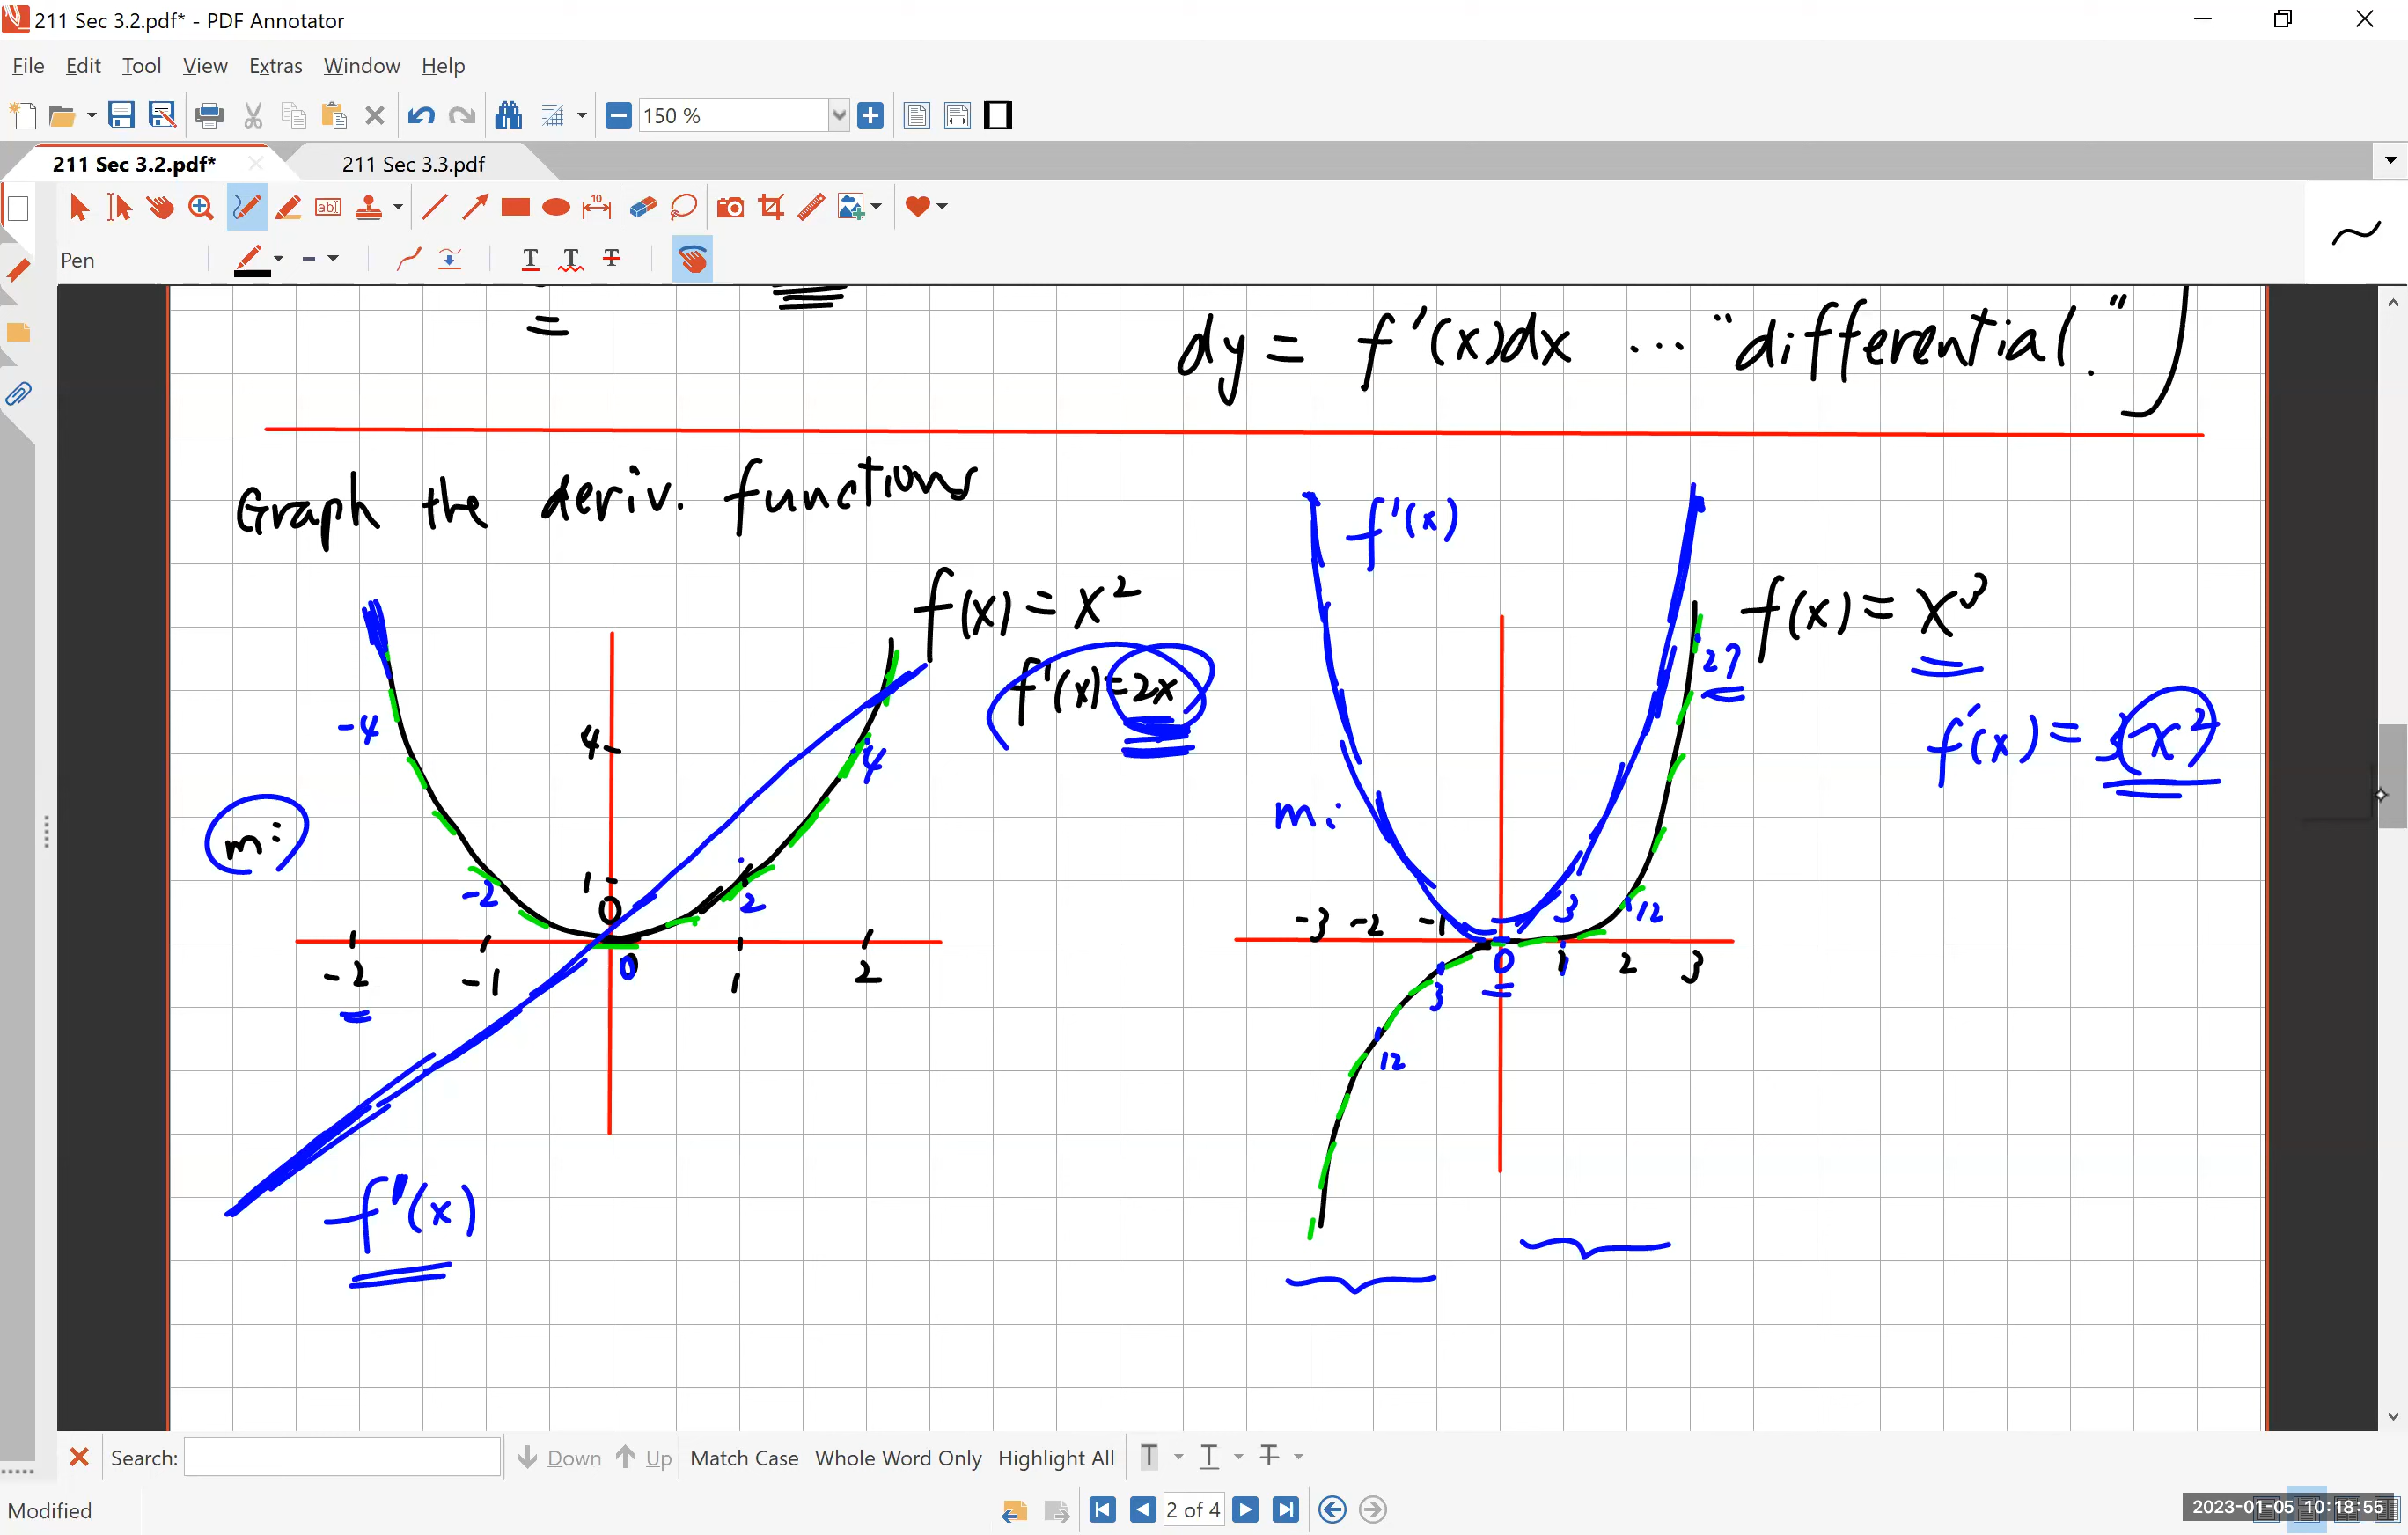 211 Sec 3.2.pdf* - PDF Annotator
File Edit Tool View Extras Window Help
150 %
211 Sec 3.2.pdf* 211 Sec 3.3.pdf
abl 10
Pen T T T
dy = f'(x)dx ... "differential."
Graph the deriv. functions
f'(x)
f(x) = x² f(x) = x³
f'(x) = 2x 27
-4 4 4 f'(x) = 3x²
m: m:
-2 1 0 2 -3 -2 -1 3 12
-2 -1 0 1 2 0 1 2 3
3
12
f'(x)
Search: Down Up Match Case Whole Word Only Highlight All T T T
Modified 2 of 4 2023-01-05 10:18:55